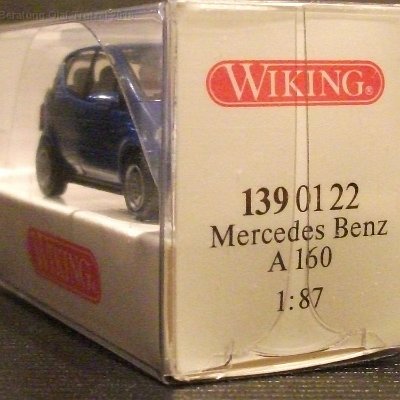 WIKING®
139 01 22
Mercedes Benz
A 160
1:87
WIKING